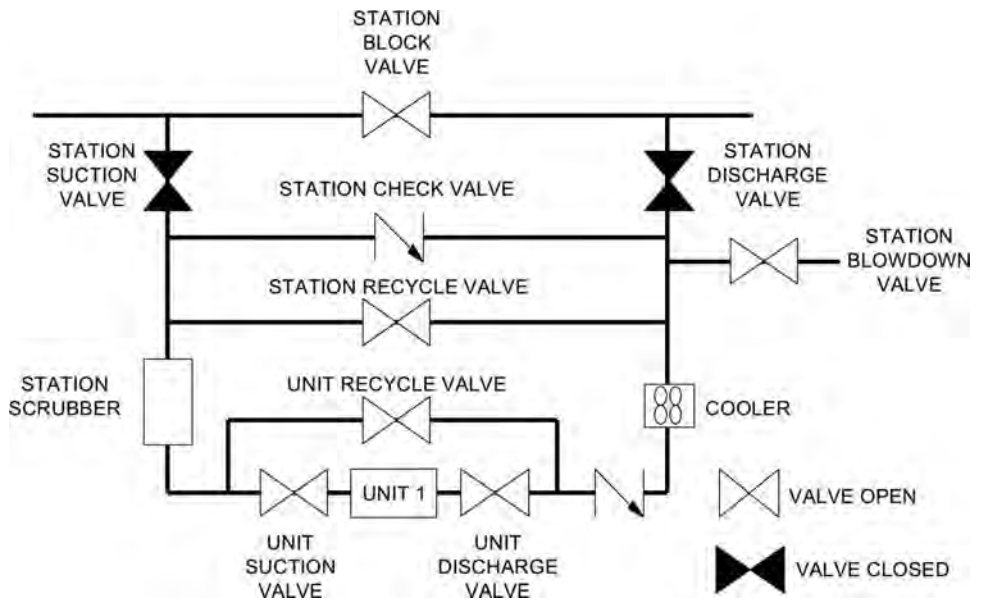 STATION
BLOCK
VALVE
STATION
SUCTION
VALVE
STATION
DISCHARGE
VALVE
STATION CHECK VALVE
STATION
BLOWDOWN
VALVE
STATION RECYCLE VALVE
STATION
SCRUBBER
UNIT RECYCLE VALVE
COOLER
UNIT 1
VALVE OPEN
UNIT
SUCTION
VALVE
UNIT
DISCHARGE
VALVE
VALVE CLOSED